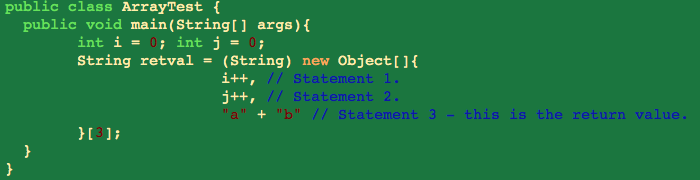 public class ArrayTest {
  public void main(String[] args){
        int i = 0; int j = 0;
        String retval = (String) new Object[]{
                          i++, // Statement 1.
                          j++, // Statement 2.
                          "a" + "b" // Statement 3 - this is the return value.
        }[3];
  }
}